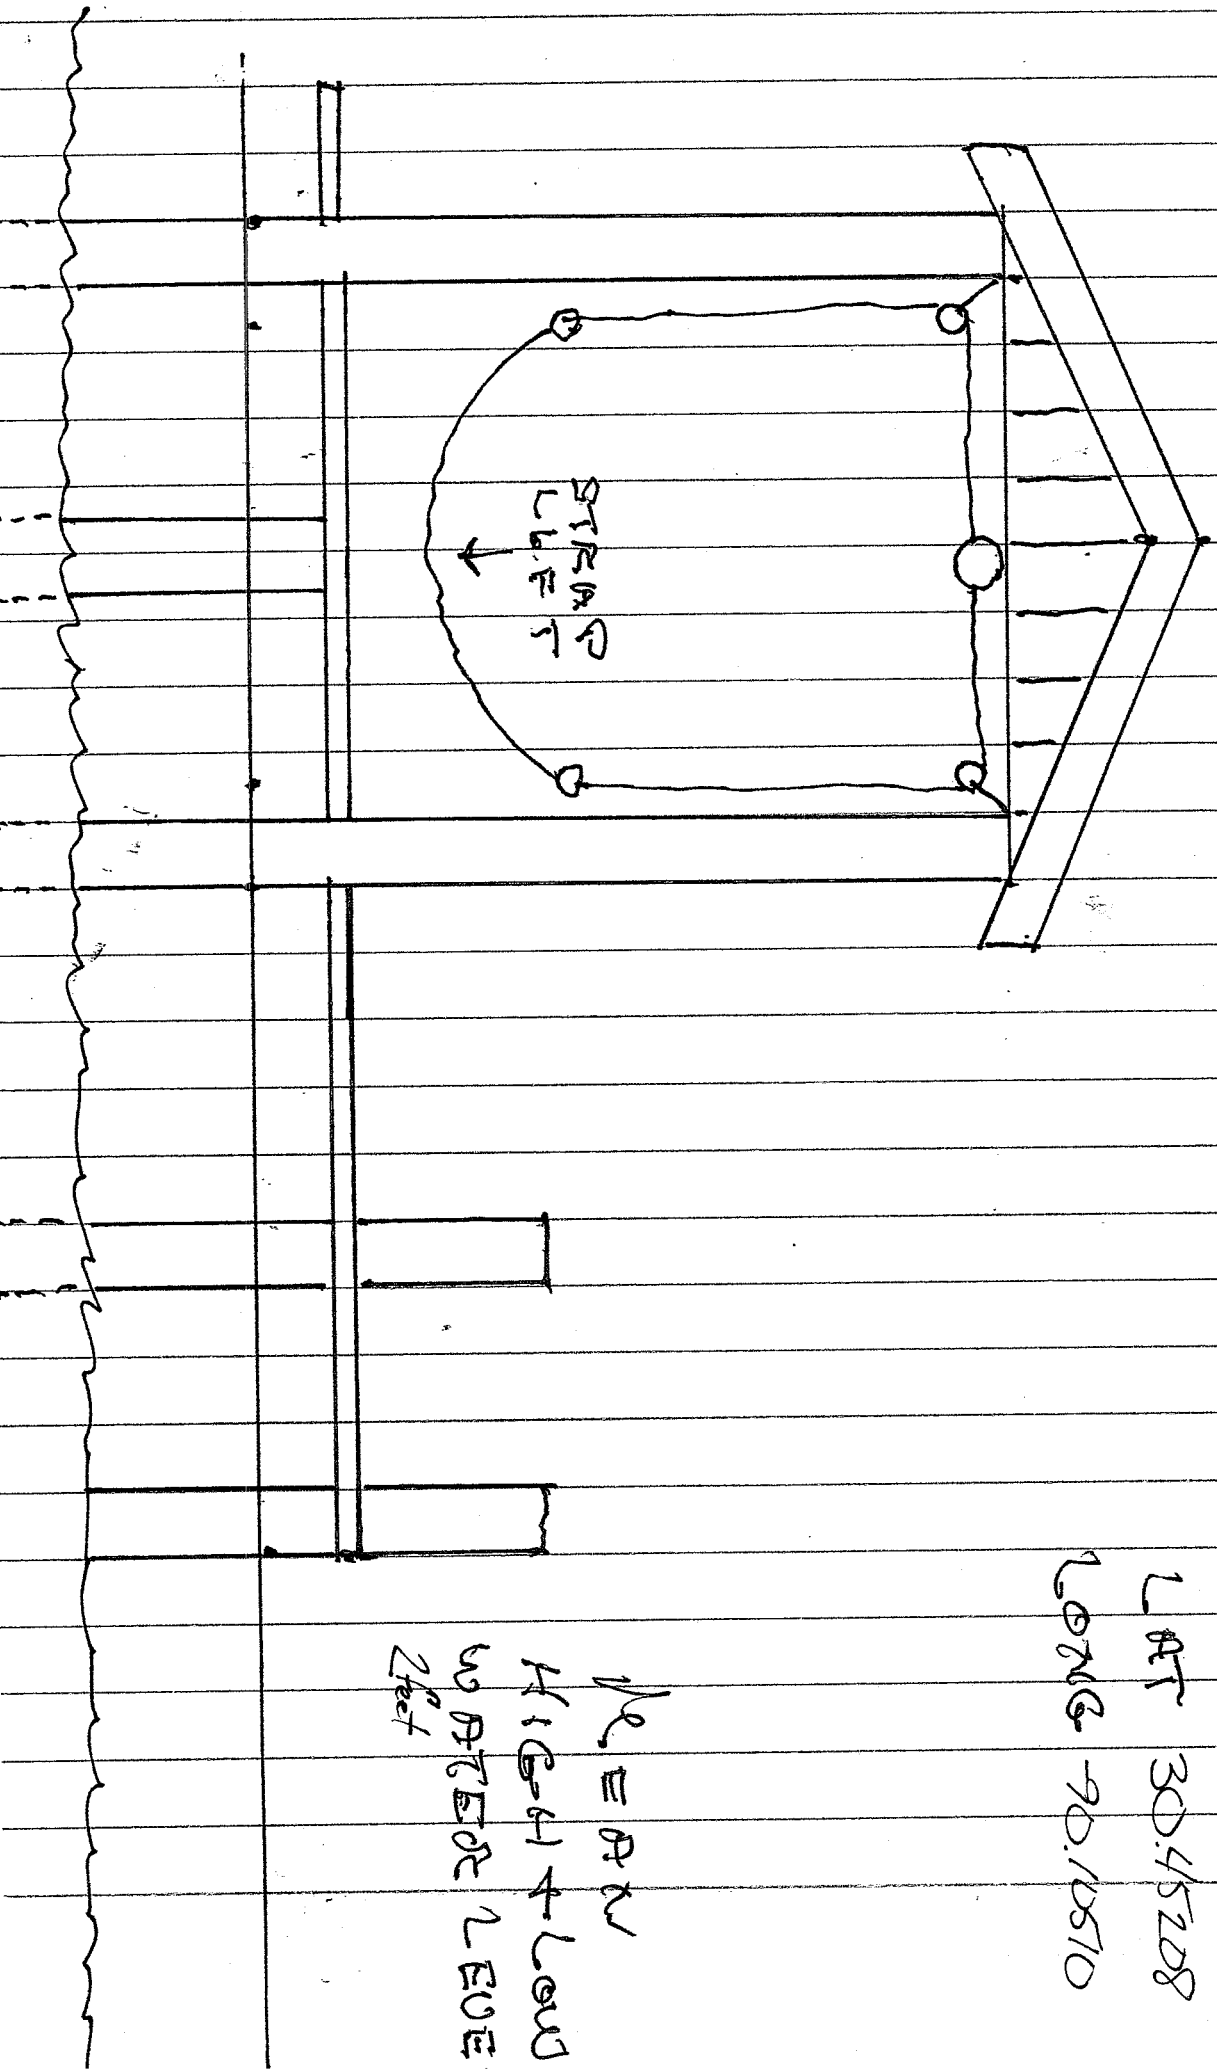 LAT 30.45208
LONG -90.10510
STRAP
LIFT
MEAN
HIGH + LOW
WATER LEVE
2 feet